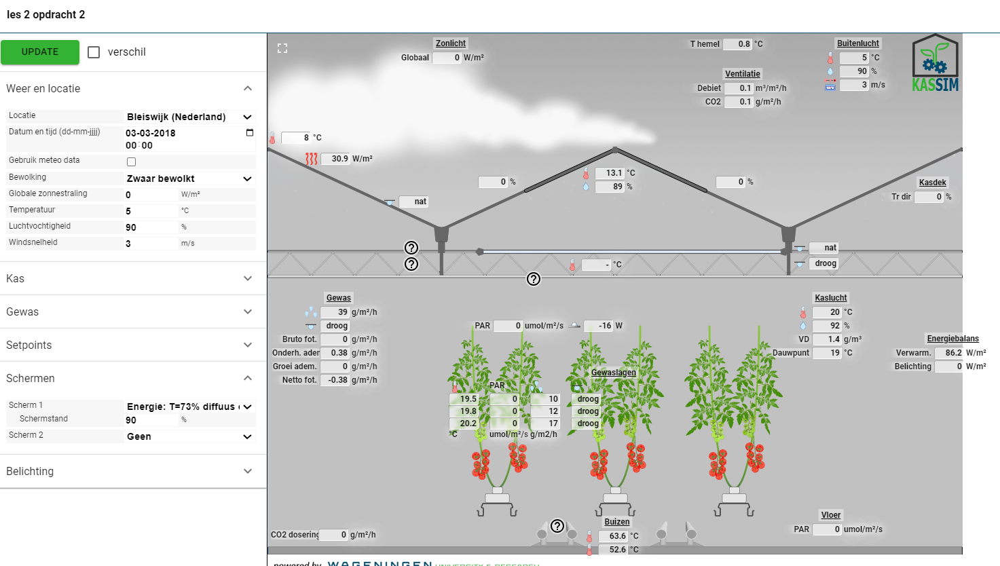 les 2 opdracht 2
UPDATE
verschil
Weer en locatie
Locatie Bleiswijk (Nederland)
Datum en tijd (dd-mm-jjjj) 03-03-2018
00:00
Gebruik meteo data
Bewolking Zwaar bewolkt
Globale zonnestraling 0 W/m²
Temperatuur 5 °C
Luchtvochtigheid 90 %
Windsnelheid 3 m/s
Kas
Gewas
Setpoints
Schermen
Scherm 1 Energie: T=73% diffuus
Schermstand 90 %
Scherm 2 Geen
Belichting
Zonlicht
Globaal 0 W/m²
T hemel 0.8 °C
Ventilatie
Debiet 0.1 m³/m²/h
CO2 0.1 g/m²/h
Buitenlucht
5 °C
90 %
3 m/s
KASSIM
8 °C
30.9 W/m²
13.1 °C
89 %
0 %
0 %
nat
Kasdek
Tr dir 0 %
nat
droog
- °C
Gewas
39 g/m²/h
droog
Bruto fot. 0 g/m²/h
Onderh. adem 0.38 g/m²/h
Groei adem. 0 g/m²/h
Netto fot. -0.38 g/m²/h
PAR 0 umol/m²/s -16 W
Gewaslagen
PAR
19.5 0 10 droog
19.8 0 12 droog
20.2 0 17 droog
°C umol/m²/s g/m2/h
Kaslucht
20 °C
92 %
VD 1.4 g/m³
Dauwpunt 19 °C
Energiebalans
Verwarm. 86.2 W/m²
Belichting 0 W/m²
CO2 dosering 0 g/m²/h
Buizen
63.6 °C
52.6 °C
Vloer
PAR 0 umol/m²/s
powered by WAGENINGEN UNIVERSITY & RESEARCH